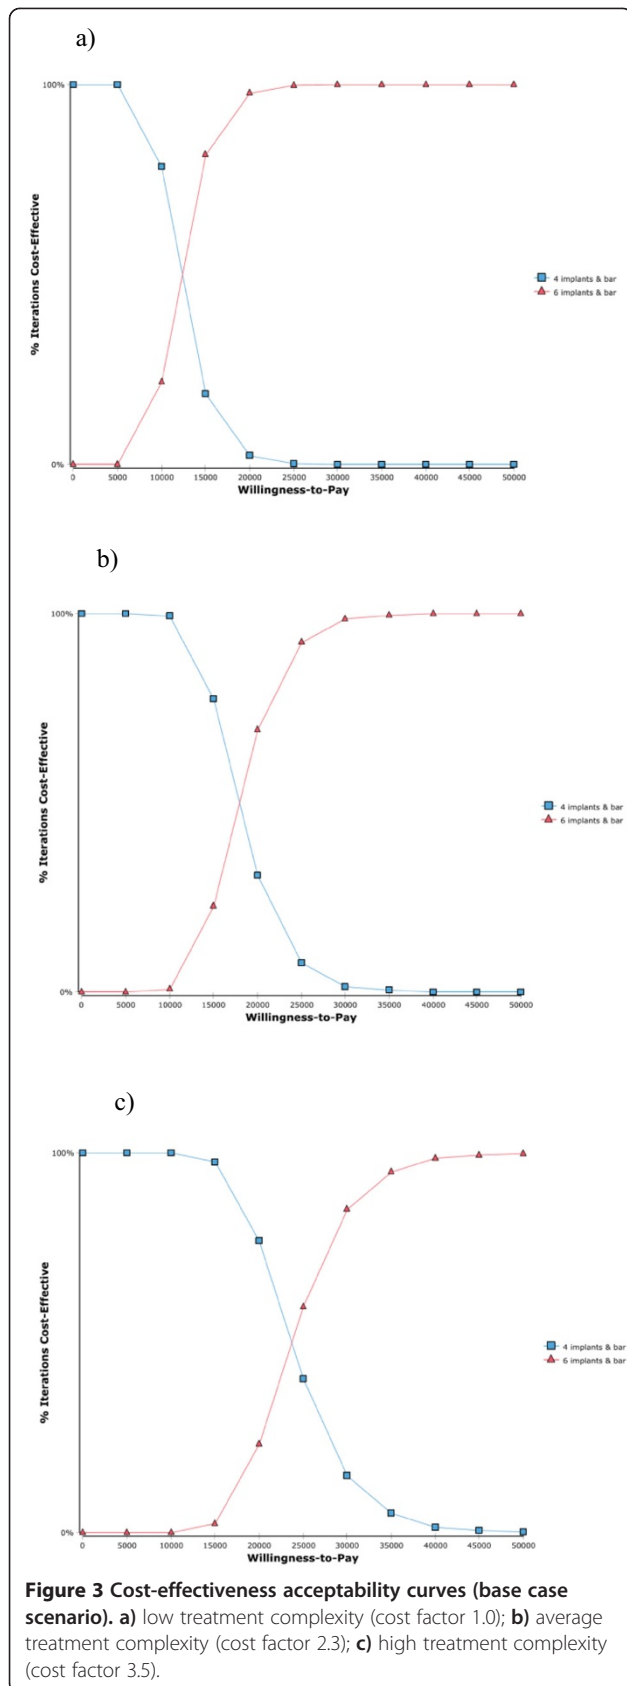 a)
100%
% Iterations Cost-Effective
4 implants & bar
6 implants & bar
0%
0 5000 10000 15000 20000 25000 30000 35000 40000 45000 50000
Willingness-to-Pay
b)
100%
% Iterations Cost-Effective
4 implants & bar
6 implants & bar
0%
0 5000 10000 15000 20000 25000 30000 35000 40000 45000 50000
Willingness-to-Pay
c)
100%
% Iterations Cost-Effective
4 implants & bar
6 implants & bar
0%
0 5000 10000 15000 20000 25000 30000 35000 40000 45000 50000
Willingness-to-Pay
Figure 3 Cost-effectiveness acceptability curves (base case
scenario). a) low treatment complexity (cost factor 1.0); b) average
treatment complexity (cost factor 2.3); c) high treatment complexity
(cost factor 3.5).